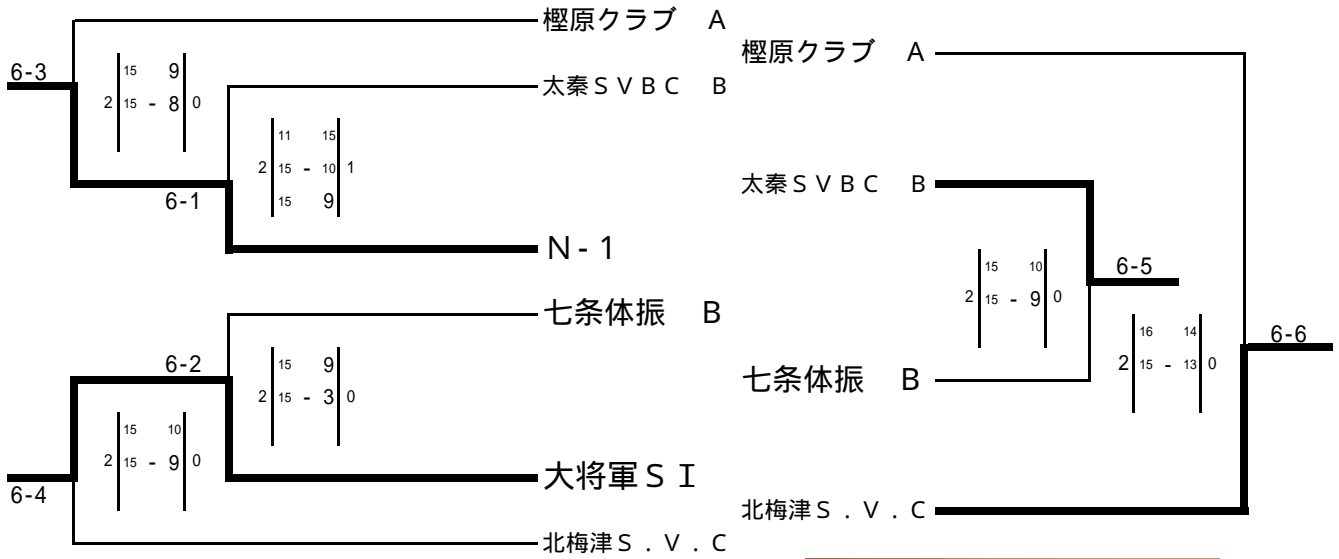 樫原クラブ A
6-3
15 9
2 15 - 8 0
太秦SVBC B
11 15
2 15 - 10 1
15 9
6-1
N-1
七条体振 B
6-2
15 9
2 15 - 3 0
15 10
2 15 - 9 0
大将軍SI
6-4
北梅津S.V.C
樫原クラブ A
太秦SVBC B
15 10
2 15 - 9 0
6-5
16 14
2 15 - 13 0
6-6
七条体振 B
北梅津S.V.C